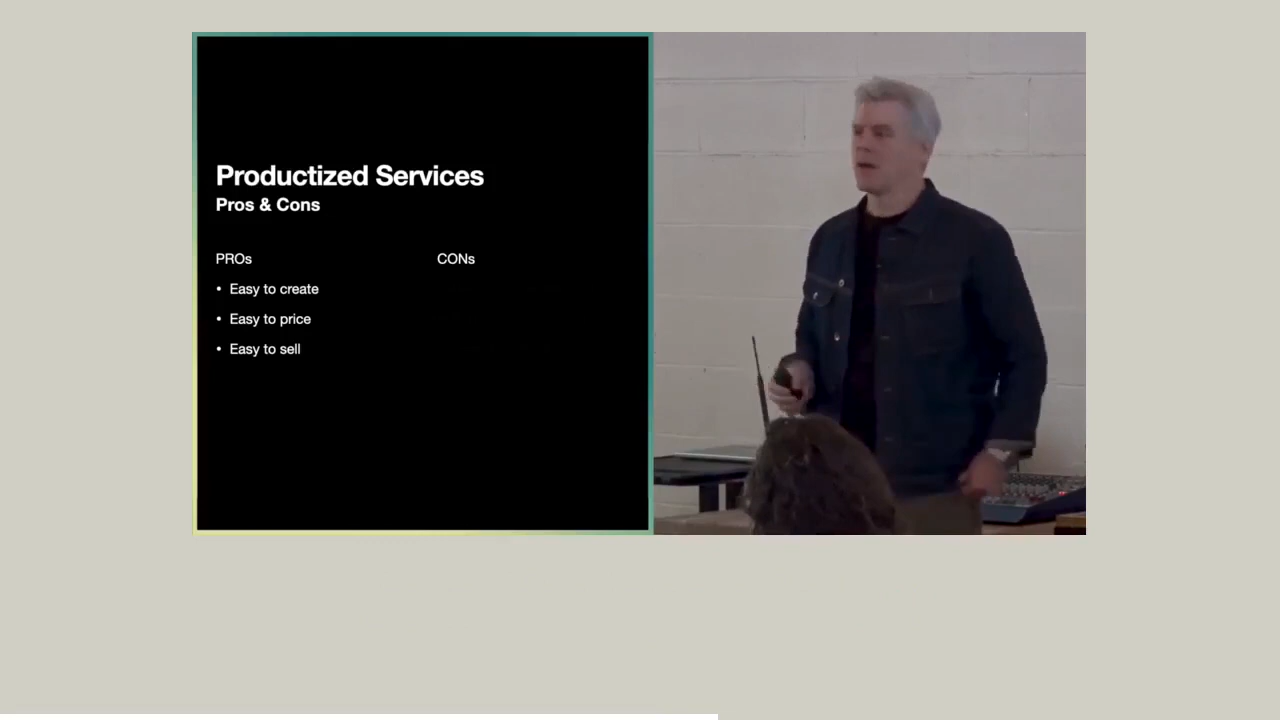 Productized Services
Pros & Cons
PROs
• Easy to create
• Easy to price
• Easy to sell
CONs